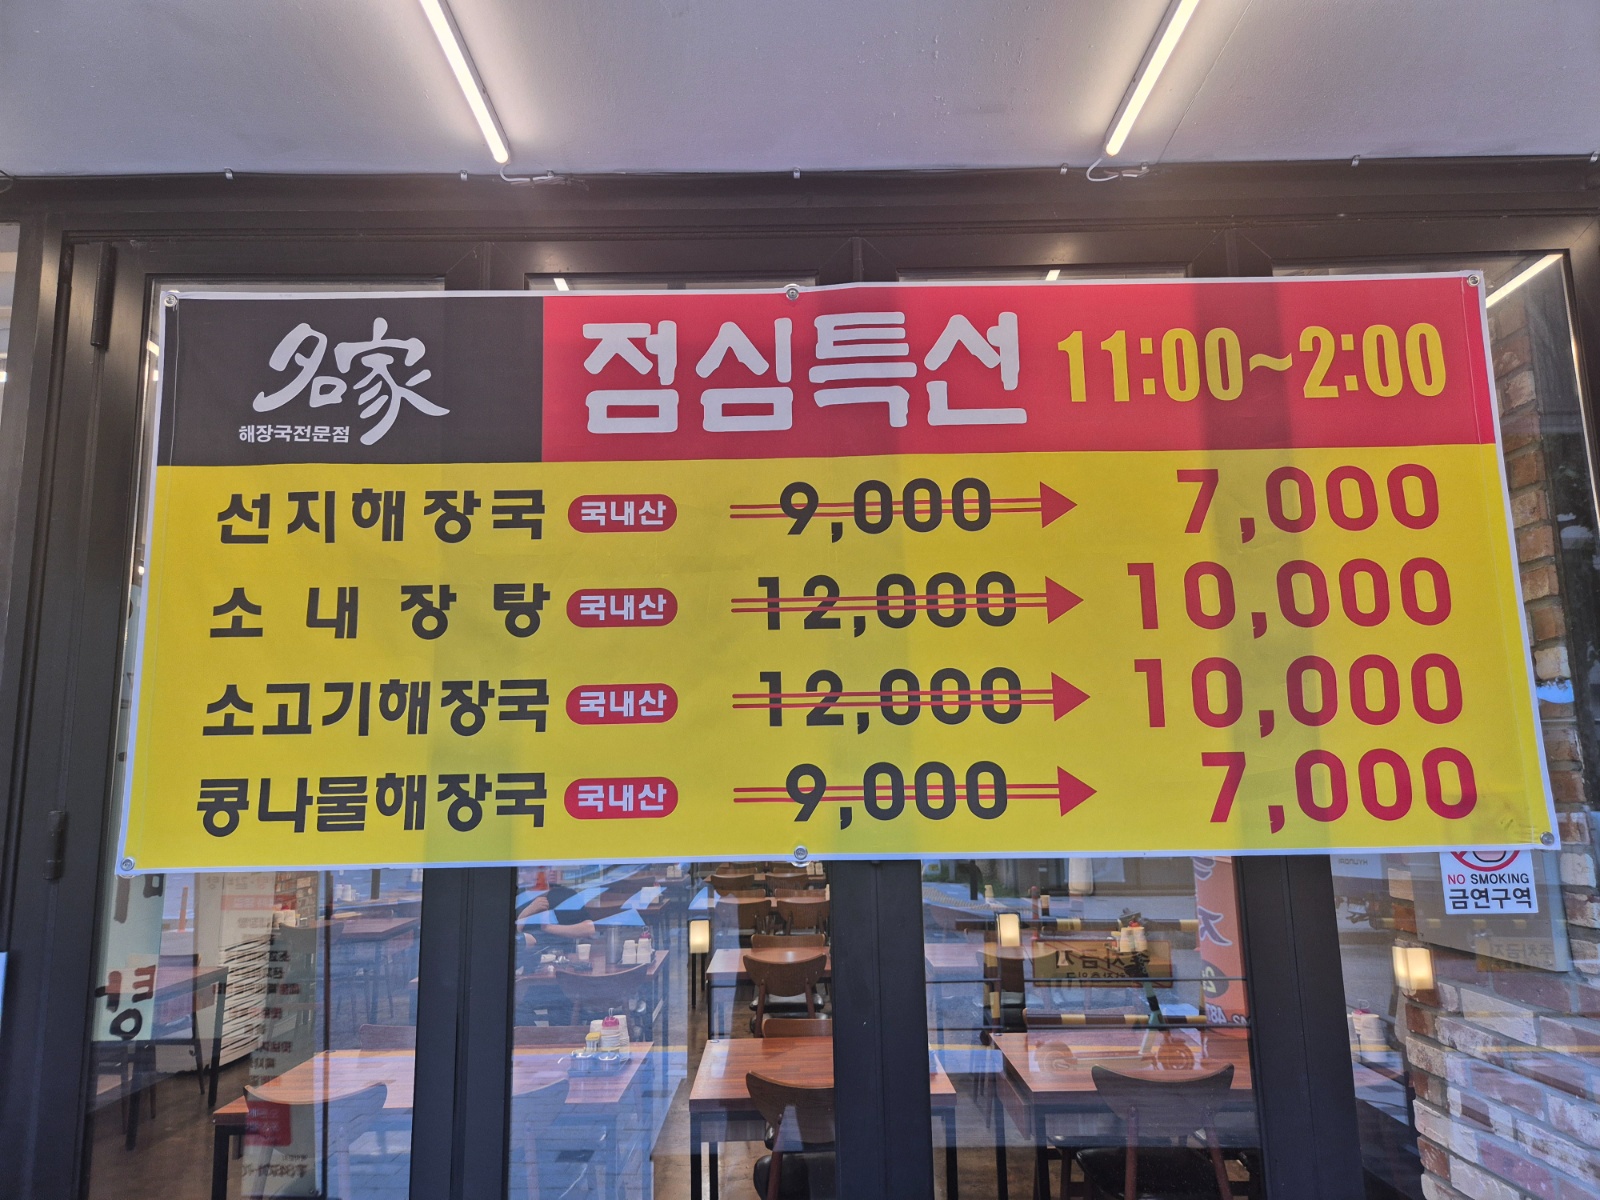 名家
해장국전문점
점심특선 11:00~2:00
선지해장국 국내산 9,000 7,000
소내장탕 국내산 12,000 10,000
소고기해장국 국내산 12,000 10,000
콩나물해장국 국내산 9,000 7,000
NO SMOKING
금연구역